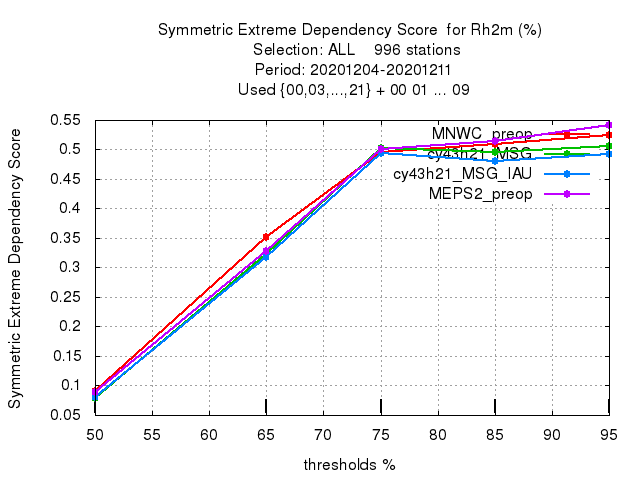 Symmetric Extreme Dependency Score  for Rh2m (%)
Selection: ALL    996 stations
Period: 20201204-20201211
Used {00,03,...,21} + 00 01 ... 09
Symmetric Extreme Dependency Score
0.55
0.5
0.45
0.4
0.35
0.3
0.25
0.2
0.15
0.1
0.05
MNWC_preop
cy43h21_MSG
cy43h21_MSG_IAU
MEPS2_preop
50 55 60 65 70 75 80 85 90 95
thresholds %